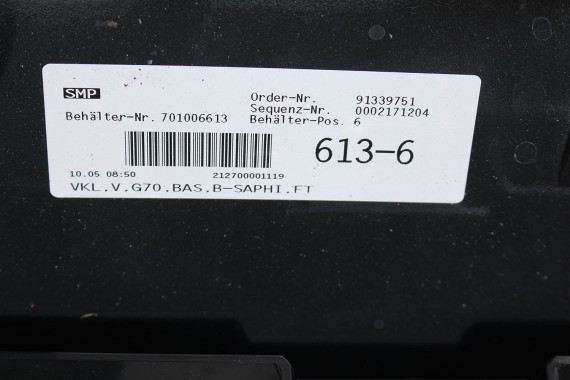 SMP
Order-Nr. 91339751
Sequenz-Nr. 0002171204
Behälter-Nr. 701006613 Behälter-Pos. 6
613-6
10.05 08:50 212700001119
VKL.V.G70.BAS.B-SAPHI.FT